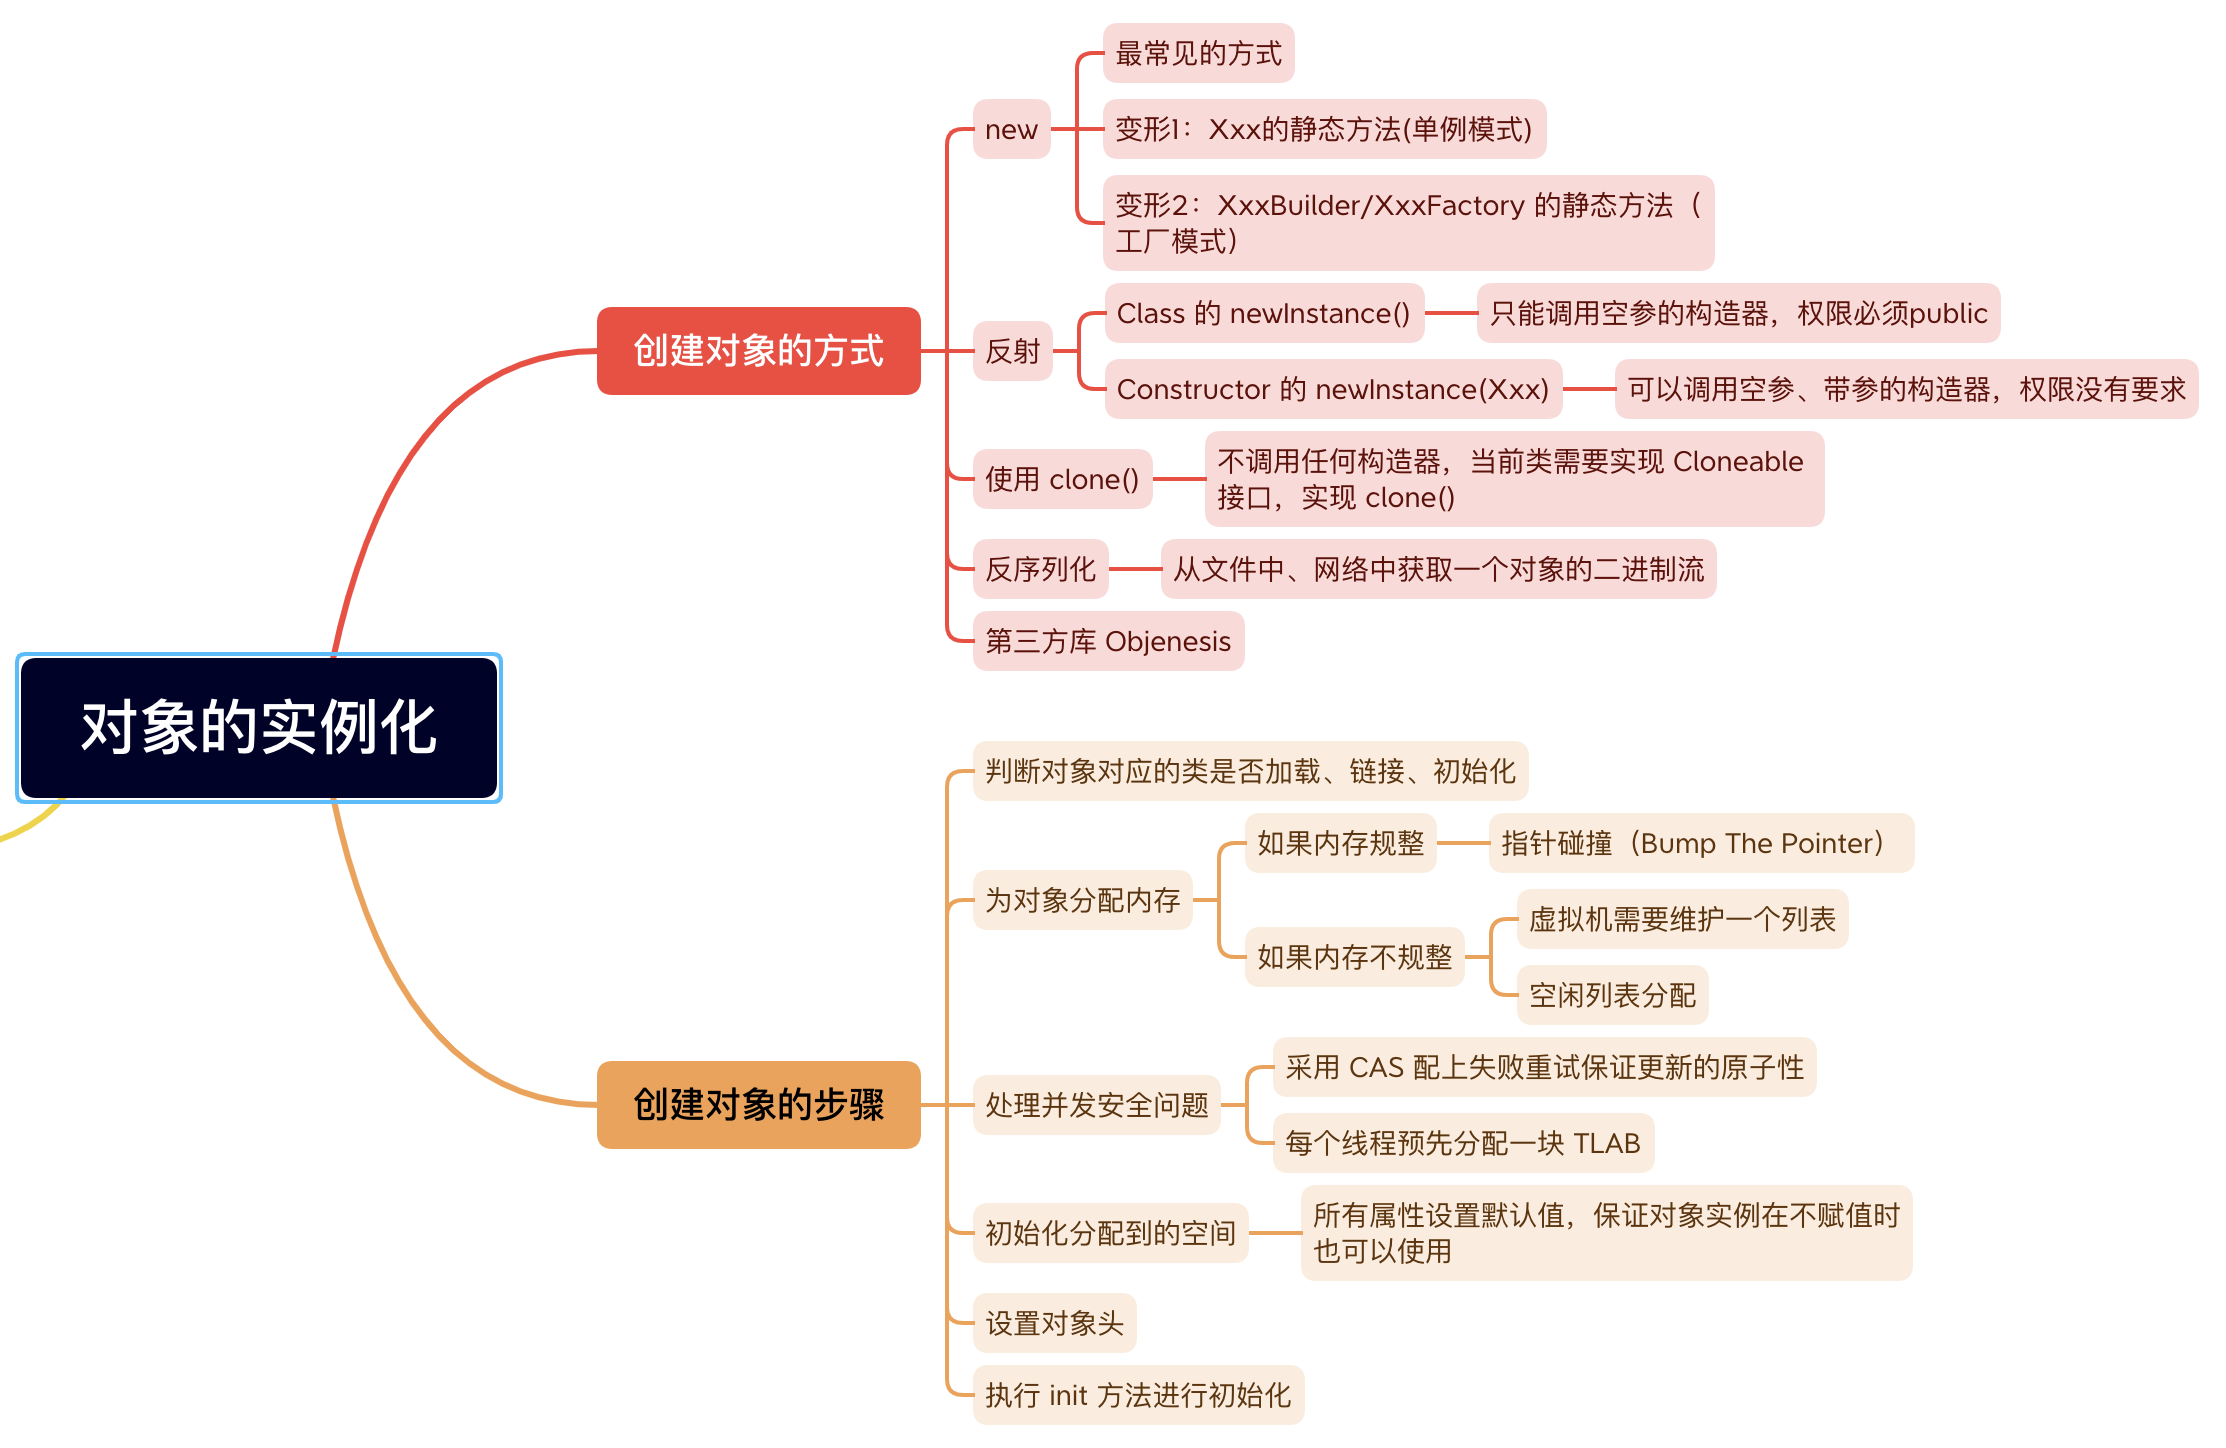 对象的实例化
创建对象的方式
new
最常见的方式
变形1：Xxx的静态方法(单例模式)
变形2：XxxBuilder/XxxFactory 的静态方法（
工厂模式）
反射
Class 的 newInstance()
只能调用空参的构造器，权限必须public
Constructor 的 newInstance(Xxx)
可以调用空参、带参的构造器，权限没有要求
使用 clone()
不调用任何构造器，当前类需要实现 Cloneable
接口，实现 clone()
反序列化
从文件中、网络中获取一个对象的二进制流
第三方库 Objenesis
创建对象的步骤
判断对象对应的类是否加载、链接、初始化
为对象分配内存
如果内存规整
指针碰撞（Bump The Pointer）
如果内存不规整
虚拟机需要维护一个列表
空闲列表分配
处理并发安全问题
采用 CAS 配上失败重试保证更新的原子性
每个线程预先分配一块 TLAB
初始化分配到的空间
所有属性设置默认值，保证对象实例在不赋值时
也可以使用
设置对象头
执行 init 方法进行初始化